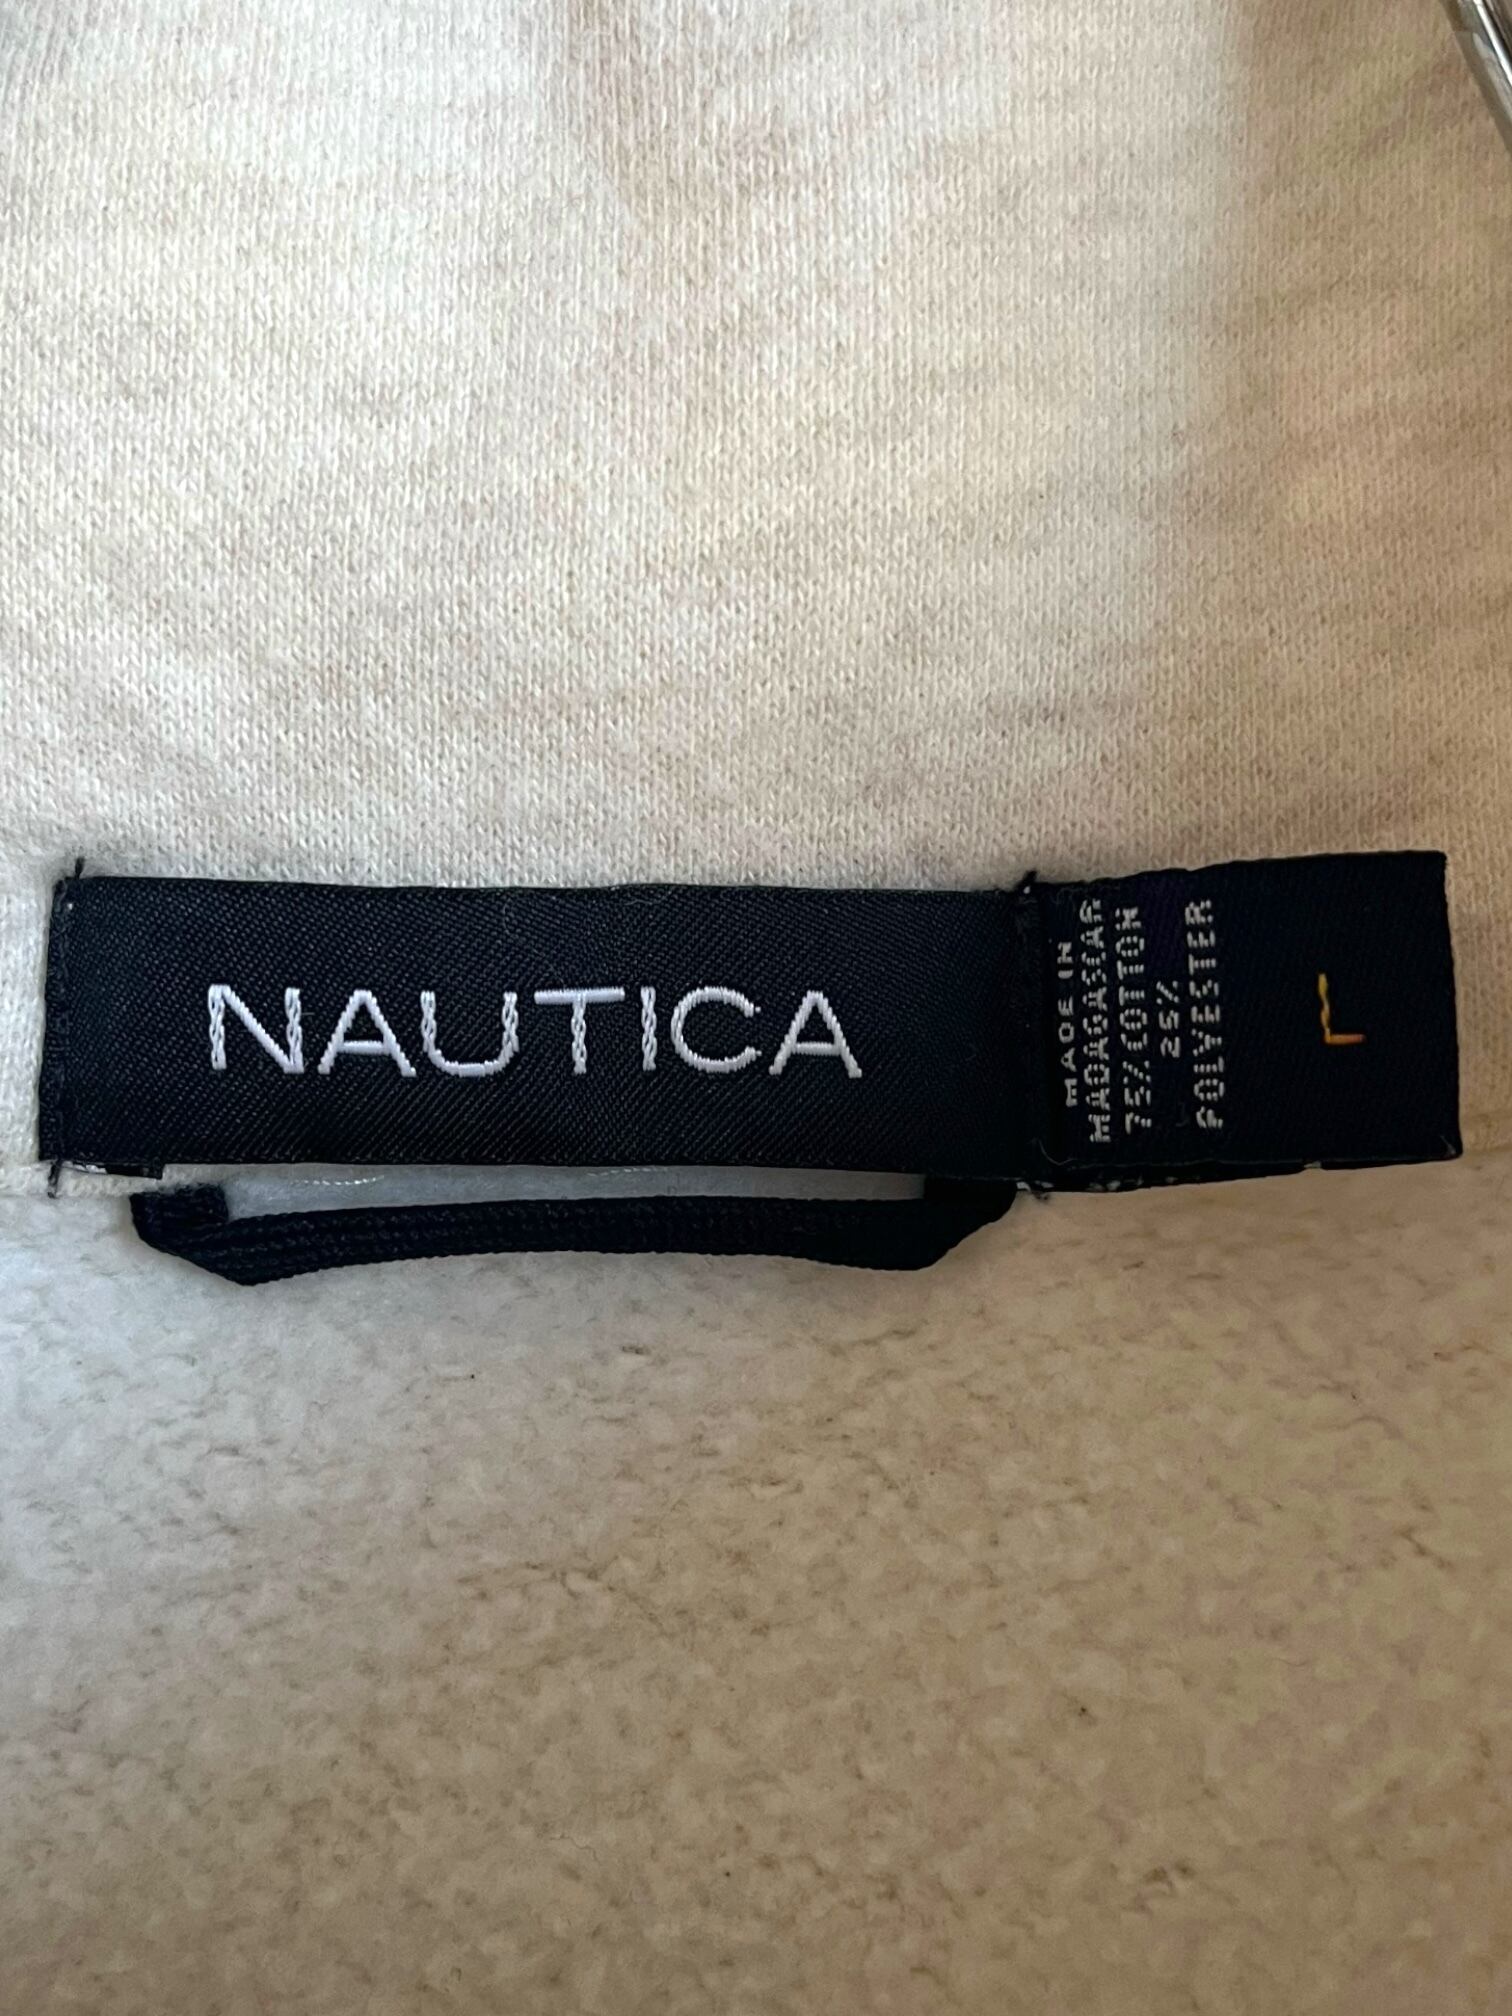 NAUTICA
MADE IN
MADAGASCAR
75% COTTON
25%
POLYESTER
L